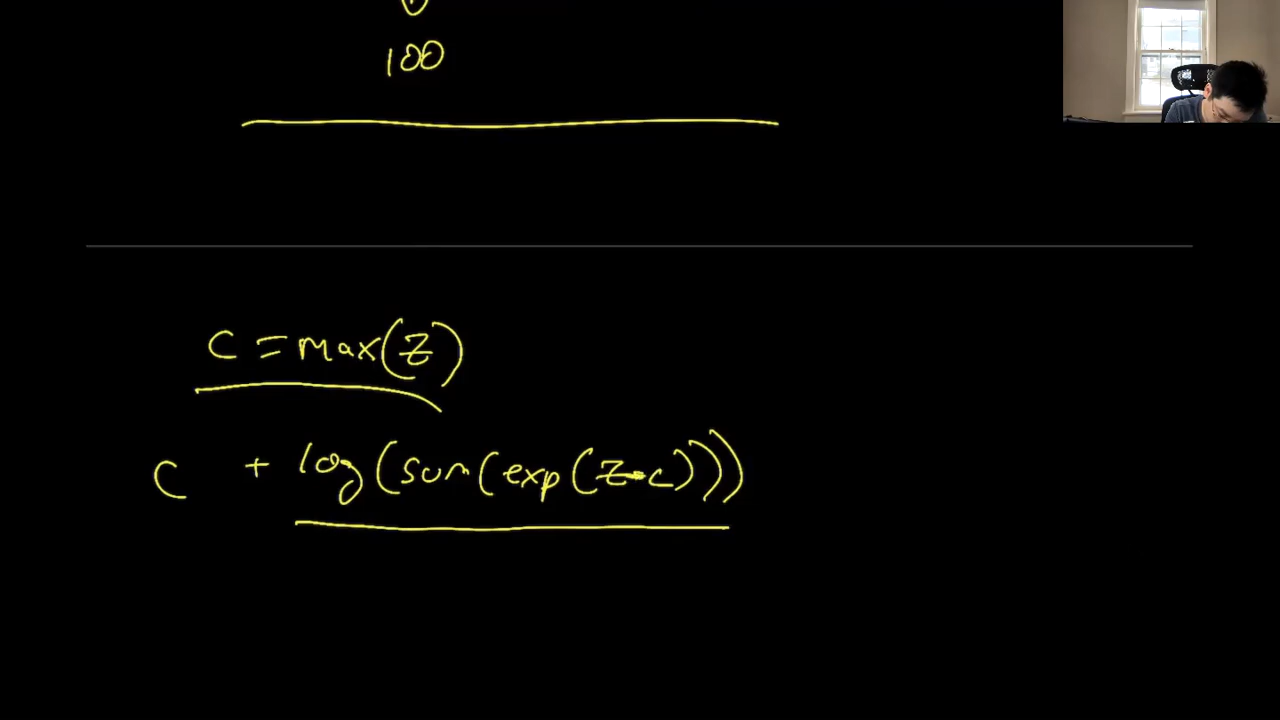 100
c = max(z)
c + log(sum(exp(z-c)))